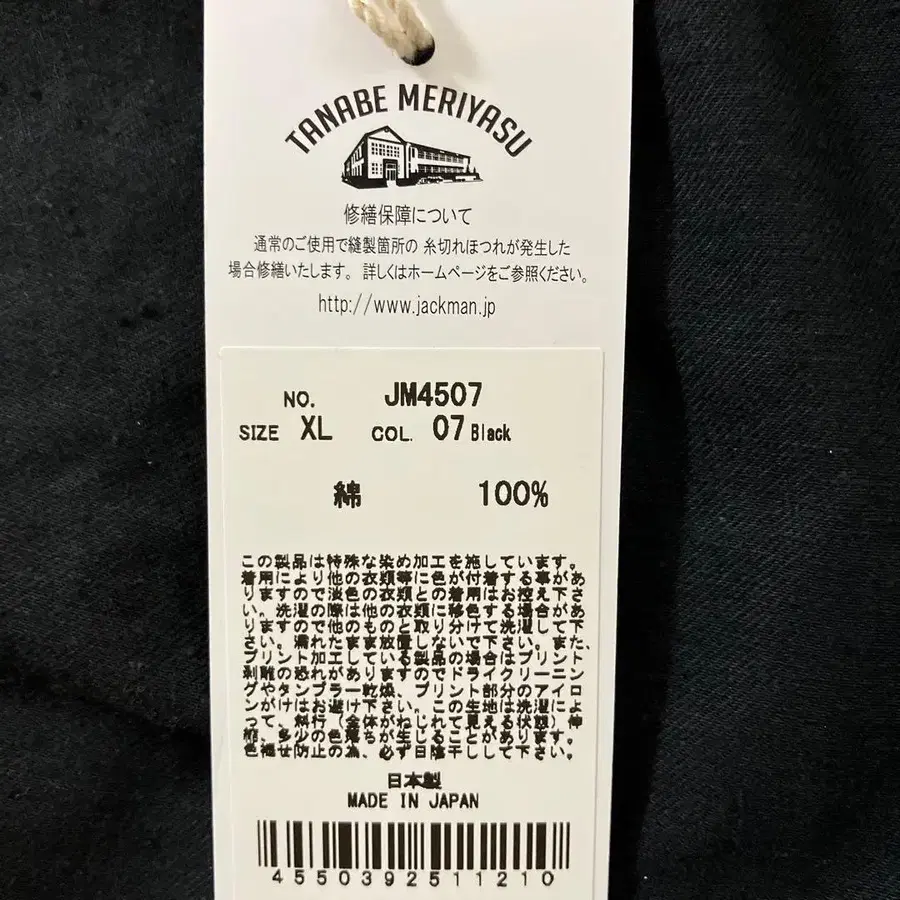 TANABE MERIYASU
修繕保障について
通常のご使用で縫製箇所の 糸切れほつれが発生した
場合修繕いたします。 詳しくはホームページをご参照ください。
http://www.jackman.jp
NO. JM4507
SIZE XL COL. 07 Black
綿 100%
この製品は特殊な染め加工を施しています。
着用により他の衣類等に色が付着する事があ
りますので淡色の衣類との着用はお控え下さ
い。洗濯の際は他の衣類に移色する場合があ
りますので他のものと取り分けて洗濯して下
さい。濡れたまま放置しないで下さい。また、
プリント加工している製品の場合はプリント
剥離の恐れがありますのでドライクリーニン
グやタンブラー乾燥、プリント部分のアイロ
ンがけはお避け下さい。この生地は洗濯によ
って、斜行（全体がねじれて見える状態）伸
縮、多少の色落ちが生じることがあります。
色褪せ防止の為、必ず日陰干しして下さい。
日本製
MADE IN JAPAN
4550392511210